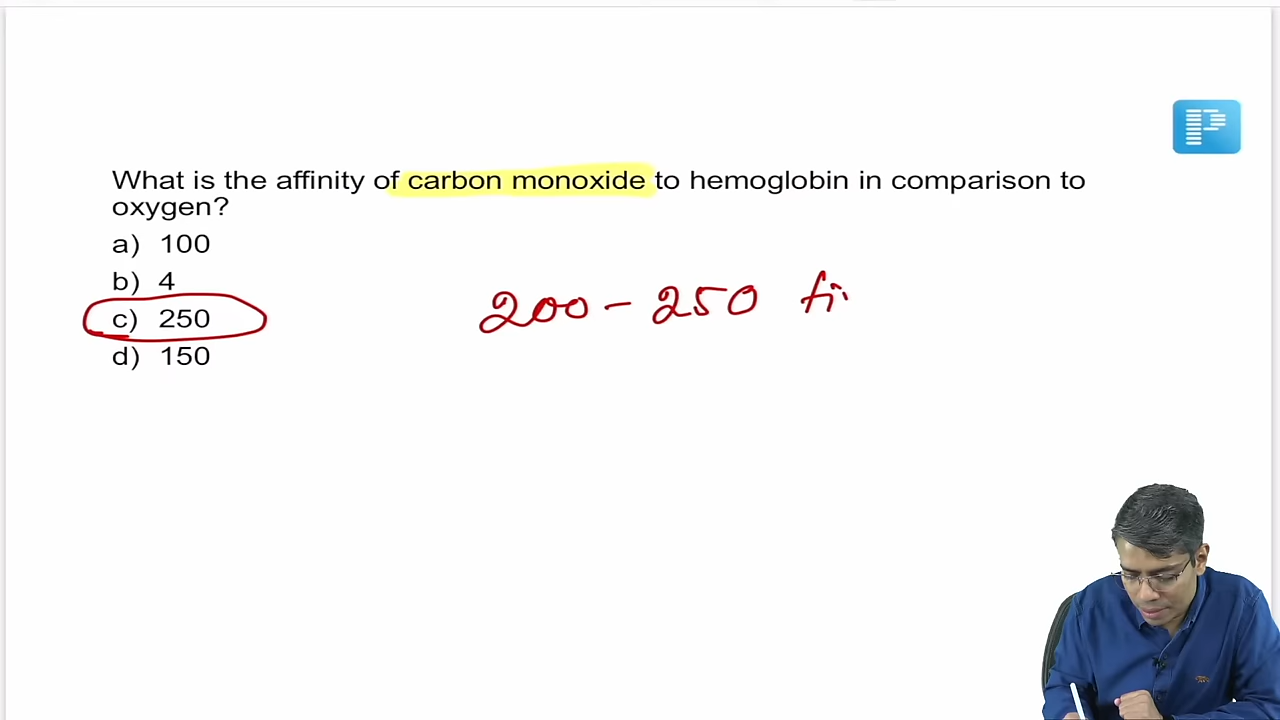 What is the affinity of carbon monoxide to hemoglobin in comparison to
oxygen?
a) 100
b) 4
c) 250
d) 150
200-250